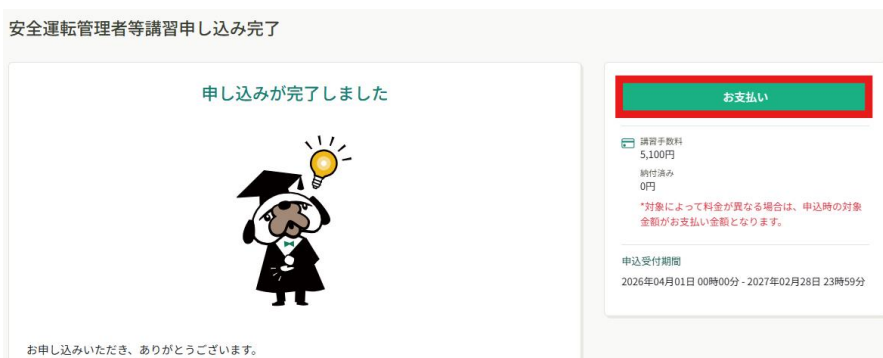 安全運転管理者等講習申し込み完了
申し込みが完了しました
お申し込みいただき、ありがとうございます。
お支払い
講習手数料
5,100円
納付済み
0円
*対象によって料金が異なる場合は、申込時の対象
金額がお支払い金額となります。
申込受付期間
2026年04月01日 00時00分 - 2027年02月28日 23時59分